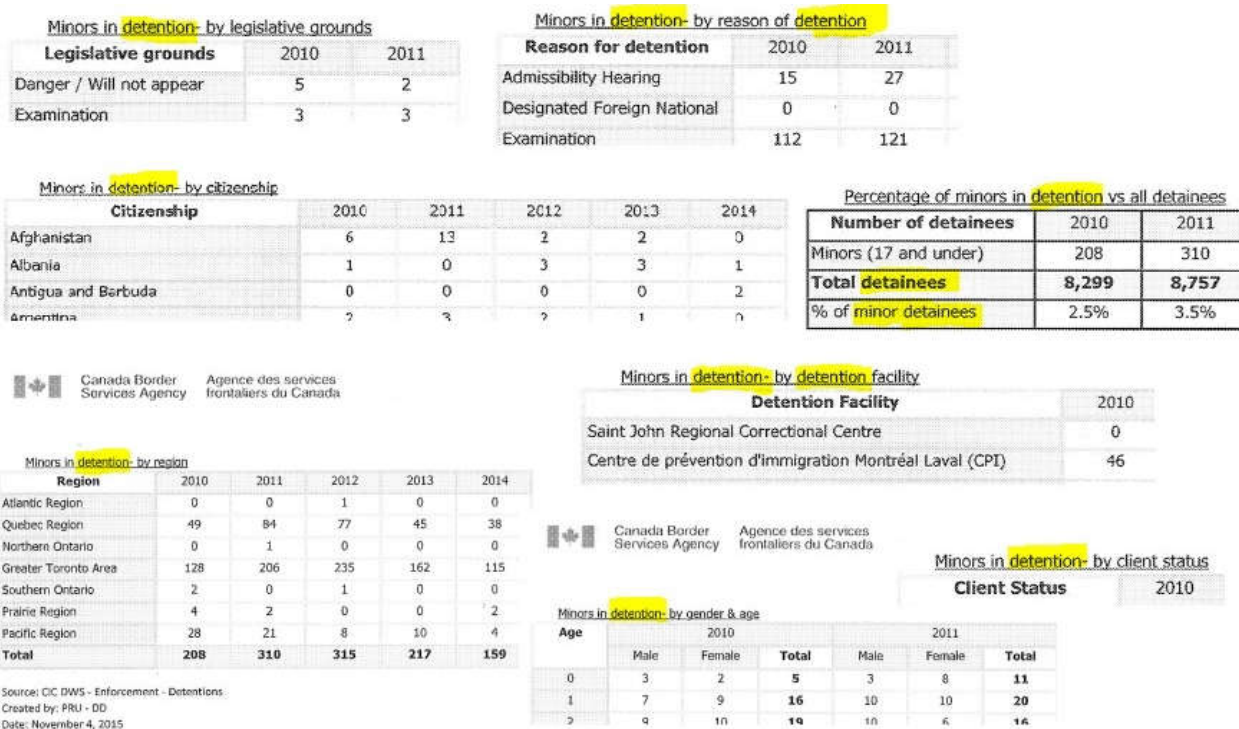 Minors in detention- by legislative grounds
Legislative grounds 2010 2011
Danger / Will not appear 5 2
Examination 3 3
Minors in detention- by reason of detention
Reason for detention 2010 2011
Admissibility Hearing 15 27
Designated Foreign National 0 0
Examination 112 121
Minors in detention- by citizenship
Citizenship 2010 2011 2012 2013 2014
Afghanistan 6 13 2 2 0
Albania 1 0 3 3 1
Antigua and Barbuda 0 0 0 0 2
Argentina 2 3 2 1 0
Percentage of minors in detention vs all detainees
Number of detainees 2010 2011
Minors (17 and under) 208 310
Total detainees 8,299 8,757
% of minor detainees 2.5% 3.5%
Canada Border Agence des services
Services Agency frontaliers du Canada
Minors in detention- by region
Region 2010 2011 2012 2013 2014
Atlantic Region 0 0 1 0 0
Quebec Region 49 84 77 45 38
Northern Ontario 0 1 0 0 0
Greater Toronto Area 128 206 235 162 115
Southern Ontario 2 0 1 0 0
Prairie Region 4 2 0 0 2
Pacific Region 28 21 8 10 4
Total 208 310 315 217 159
Source: CIC DWS - Enforcement - Detentions
Created by: PRU - DD
Date: November 4, 2015
Minors in detention- by detention facility
Detention Facility 2010
Saint John Regional Correctional Centre 0
Centre de prévention d'immigration Montréal Laval (CPI) 46
Canada Border Agence des services
Services Agency frontaliers du Canada
Minors in detention- by client status
Client Status 2010
Minors in detention- by gender & age
Age 2010 2011
Male Female Total Male Female Total
0 3 2 5 3 8 11
1 7 9 16 10 10 20
2 9 10 19 10 6 16